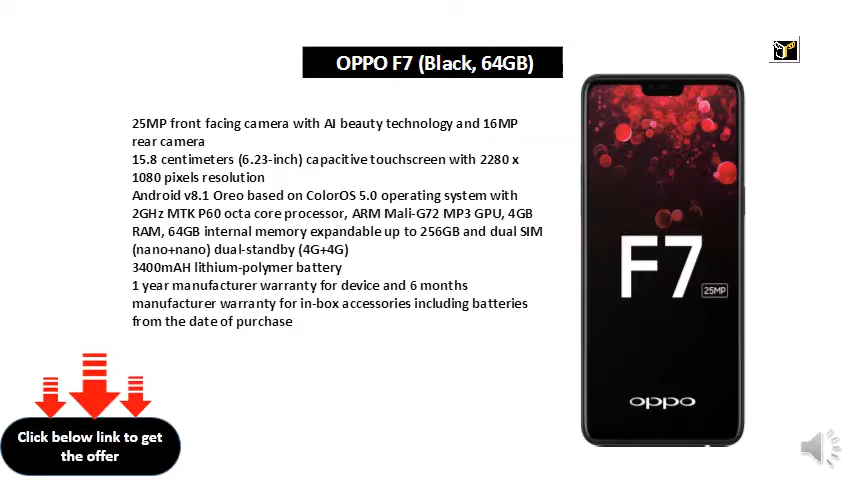 OPPO F7 (Black, 64GB)
25MP front facing camera with AI beauty technology and 16MP
rear camera
15.8 centimeters (6.23-inch) capacitive touchscreen with 2280 x
1080 pixels resolution
Android v8.1 Oreo based on ColorOS 5.0 operating system with
2GHz MTK P60 octa core processor, ARM Mali-G72 MP3 GPU, 4GB
RAM, 64GB internal memory expandable up to 256GB and dual SIM
(nano+nano) dual-standby (4G+4G)
3400mAH lithium-polymer battery
1 year manufacturer warranty for device and 6 months
manufacturer warranty for in-box accessories including batteries
from the date of purchase
F7
25MP
oppo
Click below link to get
the offer